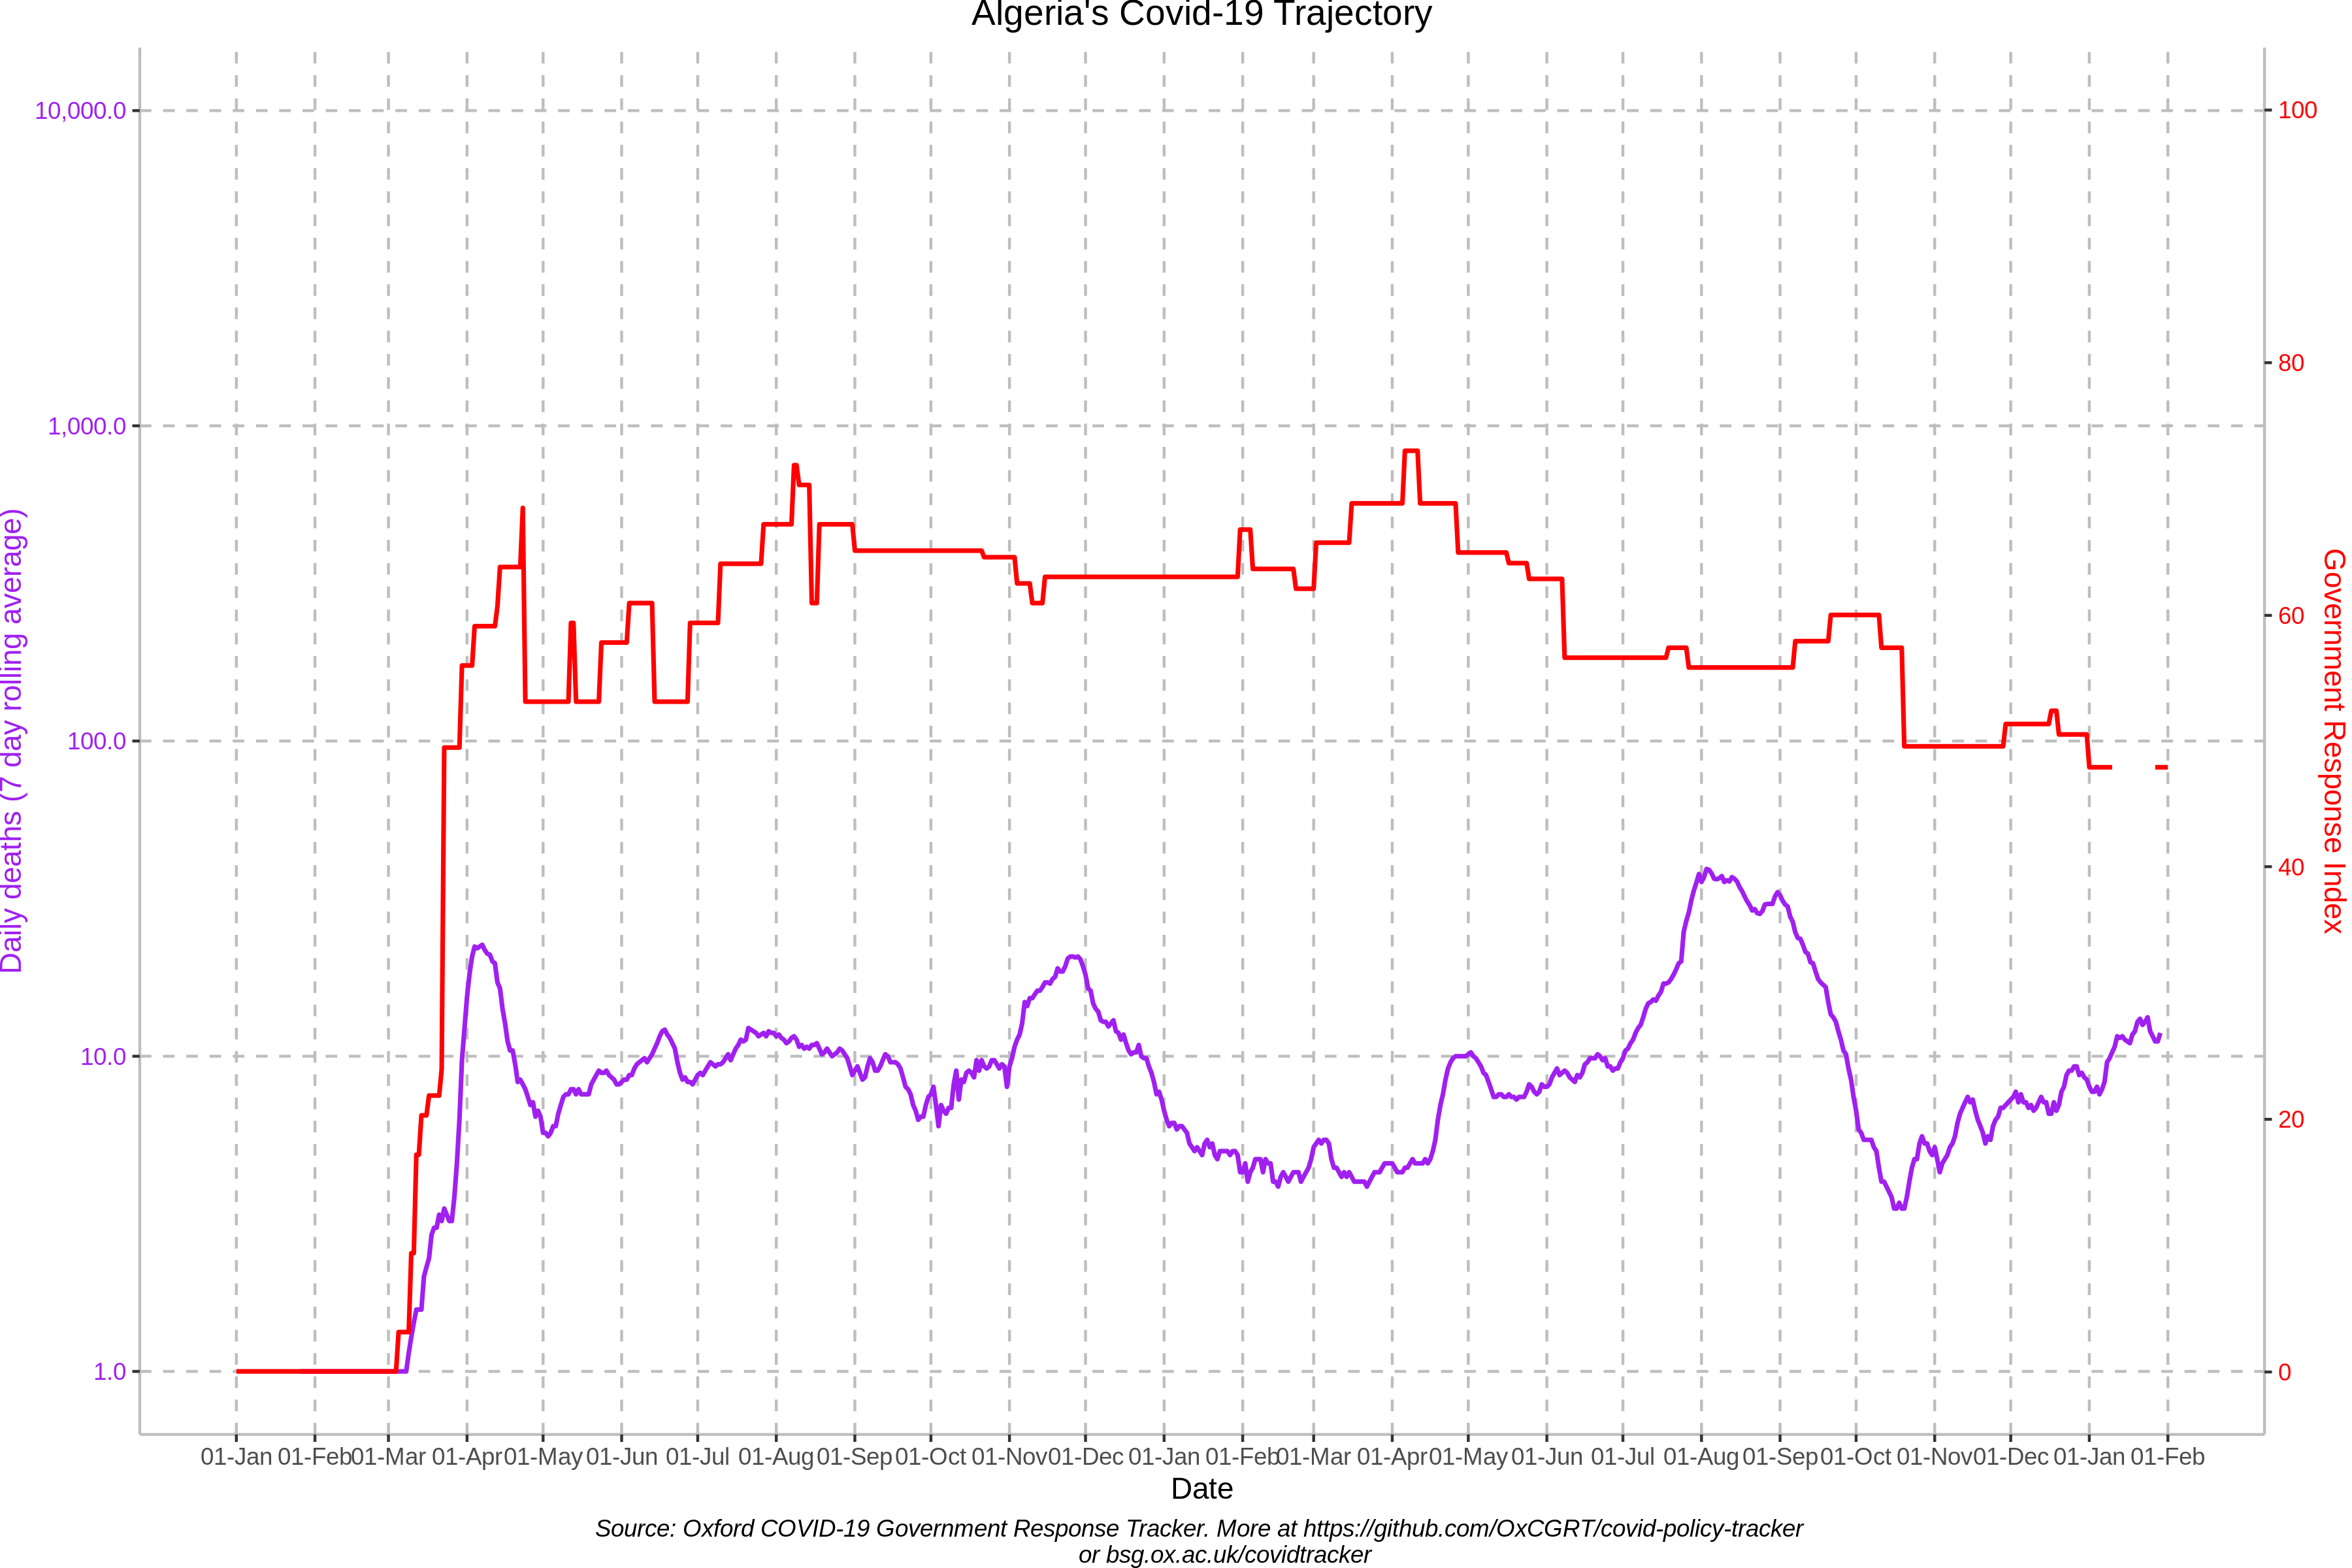 Algeria's Covid-19 Trajectory
10,000.0
1,000.0
100.0
10.0
1.0
Daily deaths (7 day rolling average)
100
80
60
40
20
0
Government Response Index
01-Jan 01-Feb 01-Mar 01-Apr 01-May 01-Jun 01-Jul 01-Aug 01-Sep 01-Oct 01-Nov 01-Dec 01-Jan 01-Feb 01-Mar 01-Apr 01-May 01-Jun 01-Jul 01-Aug 01-Sep 01-Oct 01-Nov 01-Dec 01-Jan 01-Feb
Date
Source: Oxford COVID-19 Government Response Tracker. More at https://github.com/OxCGRT/covid-policy-tracker
or bsg.ox.ac.uk/covidtracker